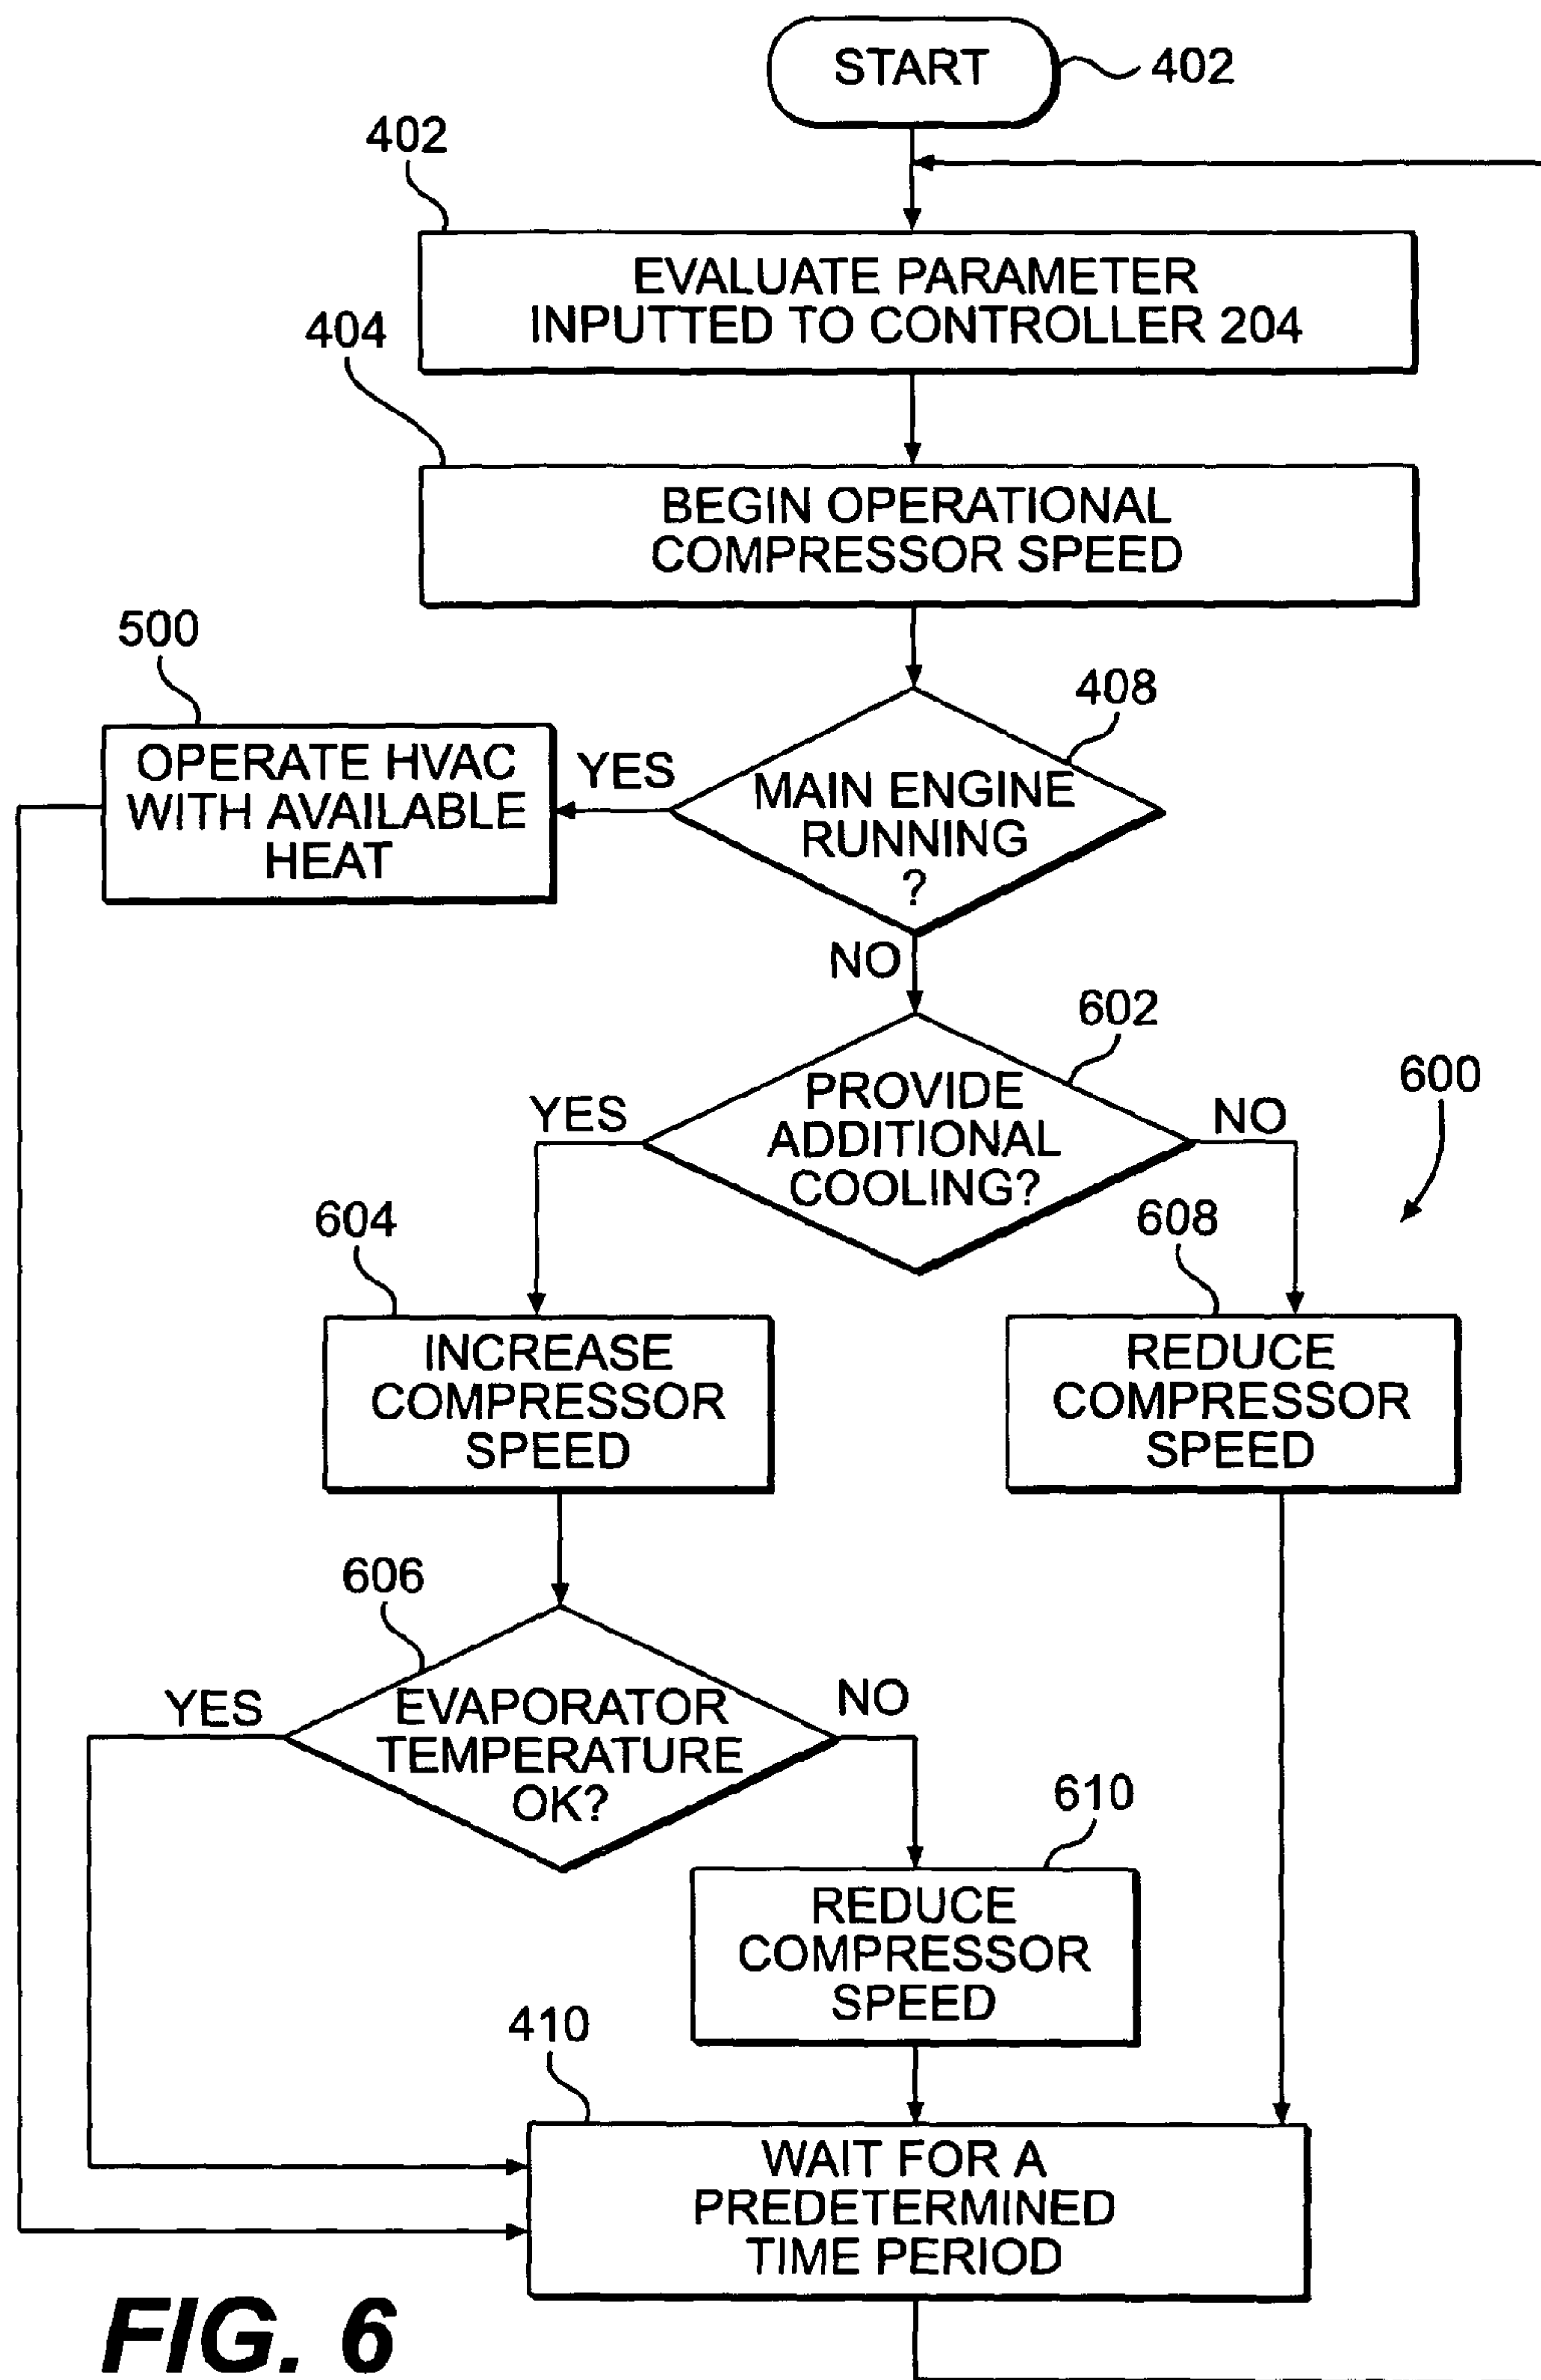 START
402
402
EVALUATE PARAMETER
INPUTTED TO CONTROLLER 204
404
BEGIN OPERATIONAL
COMPRESSOR SPEED
500
408
OPERATE HVAC
WITH AVAILABLE
HEAT
YES
MAIN ENGINE
RUNNING
?
NO
602
600
PROVIDE
ADDITIONAL
COOLING?
YES
NO
604
608
INCREASE
COMPRESSOR
SPEED
REDUCE
COMPRESSOR
SPEED
606
EVAPORATOR
TEMPERATURE
OK?
YES
NO
610
REDUCE
COMPRESSOR
SPEED
410
WAIT FOR A
PREDETERMINED
TIME PERIOD
FIG. 6